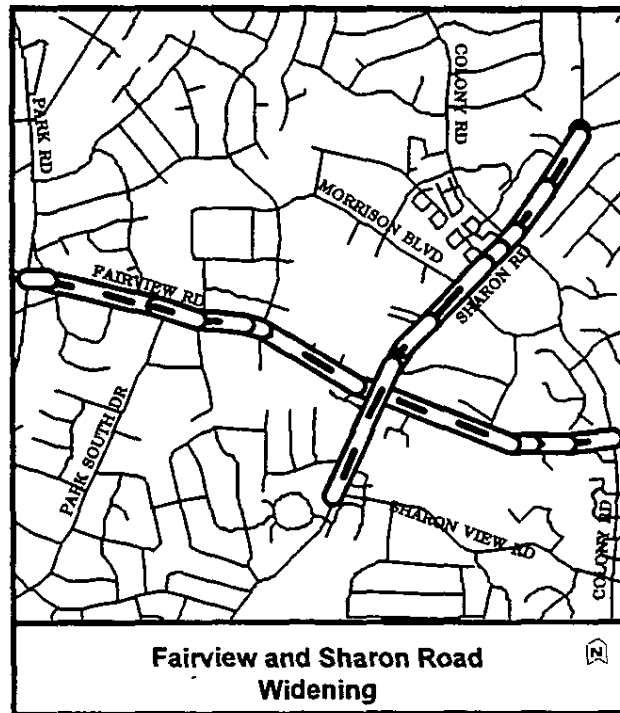 COLONY RD
PARK RD
MORRISON BLVD
SHARON RD
FAIRVIEW RD
PARK SOUTH DR
SHARON VIEW RD
COLONY RD
Fairview and Sharon Road
Widening
N